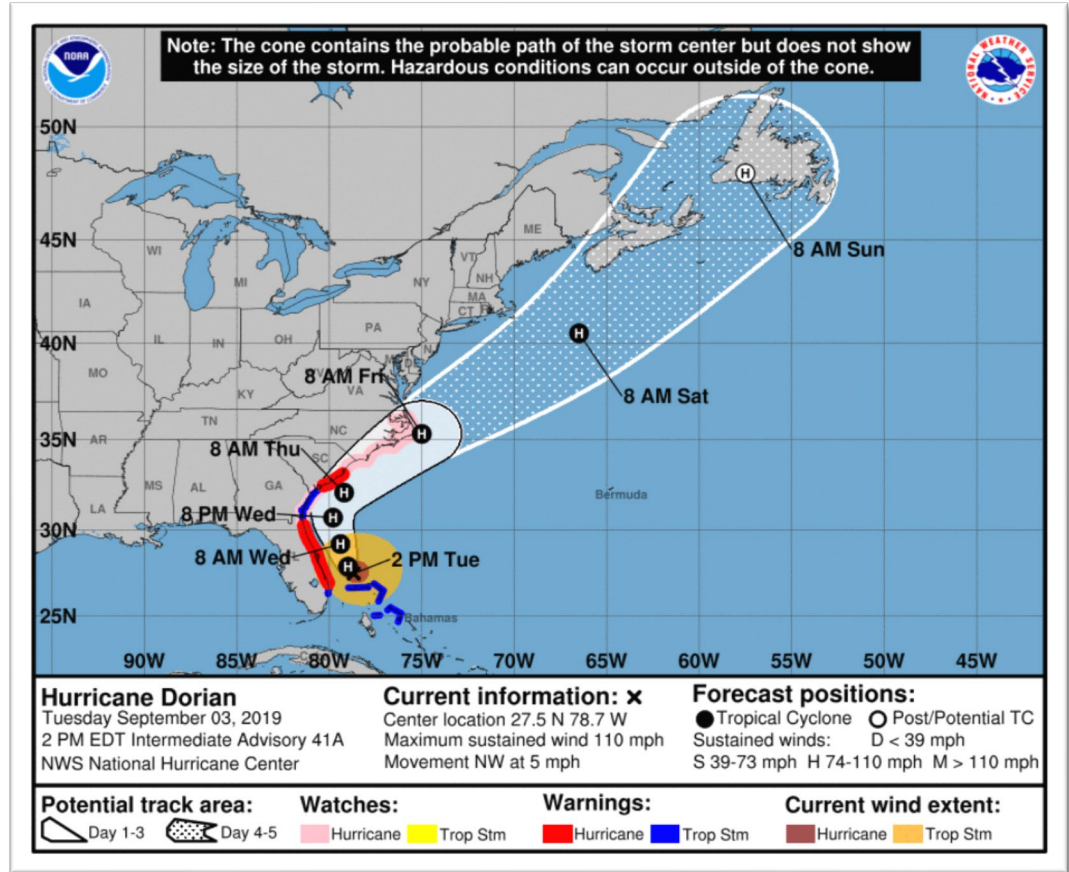 Note: The cone contains the probable path of the storm center but does not show
the size of the storm. Hazardous conditions can occur outside of the cone.
NOAA
NATIONAL WEATHER SERVICE
50N
45N
40N
35N
30N
25N
WI
MI
IA
IL
IN
OH
PA
NY
VT
NH
ME
MA
CT
MO
KY
VA
TN
NC
SC
AR
MS
AL
GA
LA
Bermuda
Bahamas
8 AM Sun
8 AM Sat
8 AM Fri
8 AM Thu
8 PM Wed
8 AM Wed
2 PM Tue
H
H
H
H
H
H
H
90W 85W 80W 75W 70W 65W 60W 55W 50W 45W
Hurricane Dorian
Tuesday September 03, 2019
2 PM EDT Intermediate Advisory 41A
NWS National Hurricane Center
Current information: x
Center location 27.5 N 78.7 W
Maximum sustained wind 110 mph
Movement NW at 5 mph
Forecast positions:
Tropical Cyclone Post/Potential TC
Sustained winds: D < 39 mph
S 39-73 mph H 74-110 mph M > 110 mph
Potential track area:
Day 1-3 Day 4-5
Watches:
Hurricane Trop Stm
Warnings:
Hurricane Trop Stm
Current wind extent:
Hurricane Trop Stm